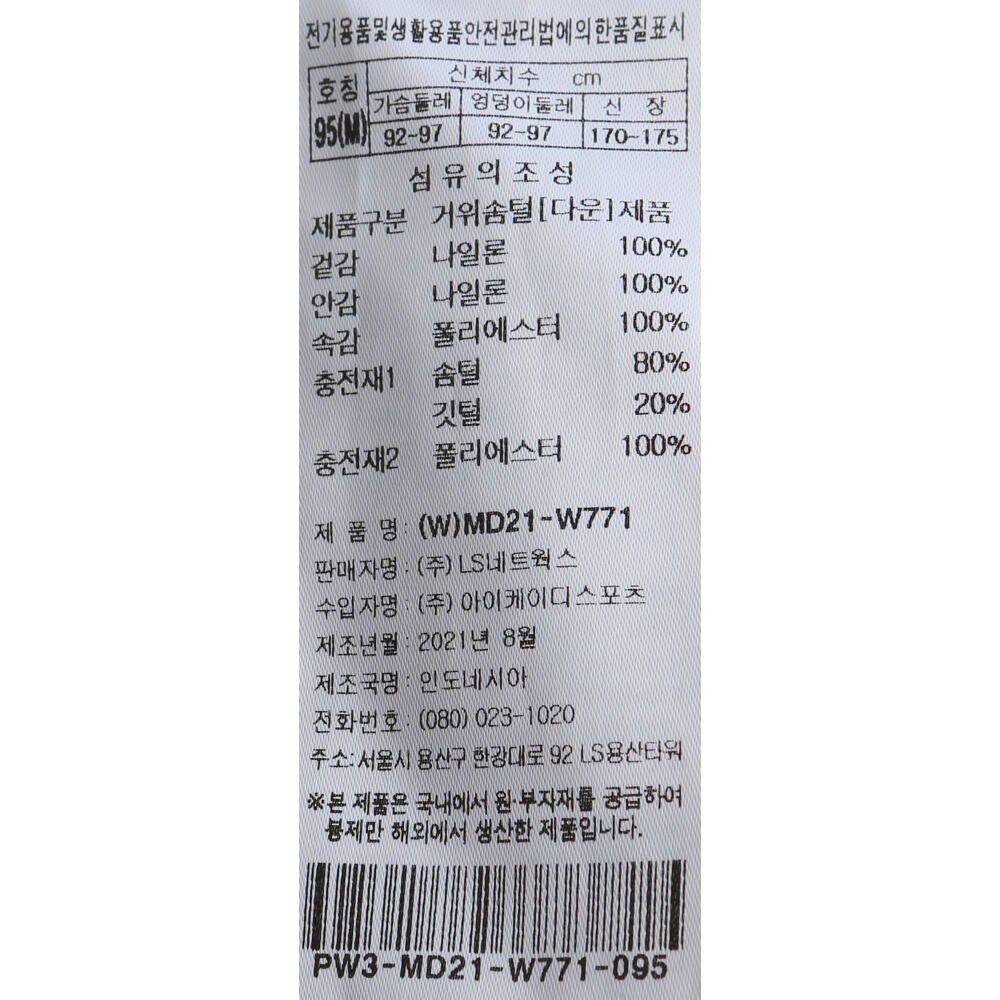 전기용품및생활용품안전관리법에의한품질표시
호칭 신체치수 cm
가슴둘레 엉덩이둘레 신 장
95(M) 92-97 92-97 170-175
섬유의조성
제품구분 거위솜털[다운]제품
겉감 나일론 100%
안감 나일론 100%
속감 폴리에스터 100%
충전재1 솜털 80%
깃털 20%
충전재2 폴리에스터 100%
제 품 명: (W)MD21-W771
판매자명: (주)LS네트웍스
수입자명: (주)아이케이디스포츠
제조년월: 2021년 8월
제조국명: 인도네시아
전화번호: (080) 023-1020
주소: 서울시 용산구 한강대로 92 LS용산타워
※본 제품은 국내에서 원·부자재를 공급하여
봉제만 해외에서 생산한 제품입니다.
PW3-MD21-W771-095